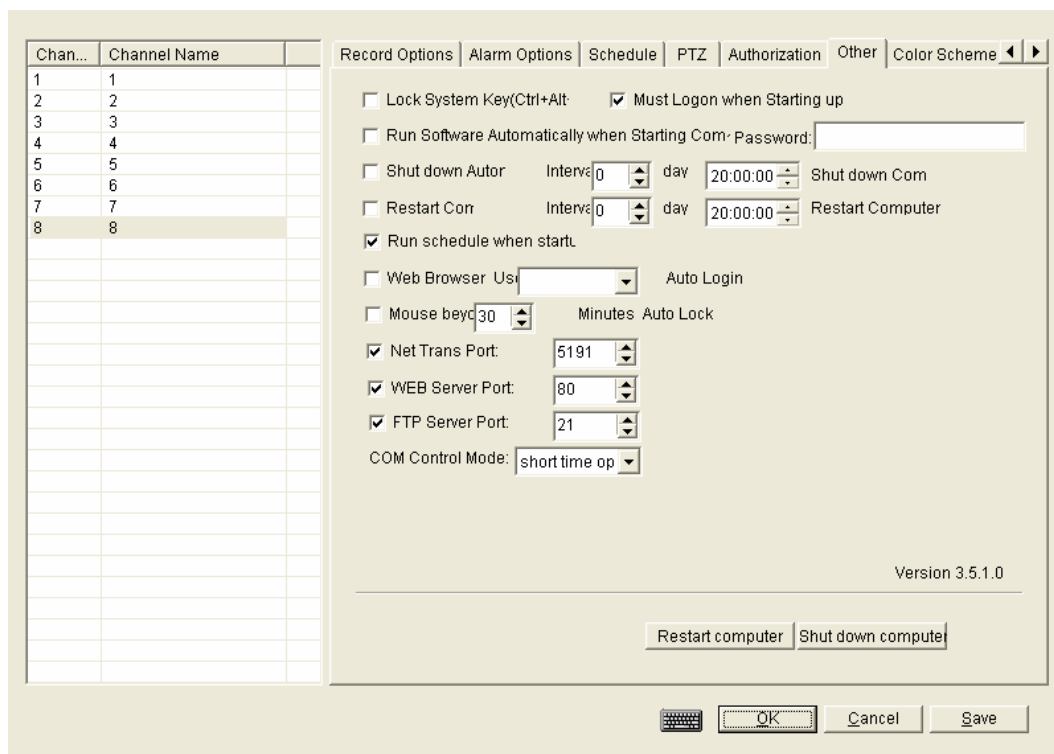 Chan... Channel Name
1 1
2 2
3 3
4 4
5 5
6 6
7 7
8 8
Record Options Alarm Options Schedule PTZ Authorization Other Color Scheme
Lock System Key(Ctrl+Alt- Must Logon when Starting up
Run Software Automatically when Starting Com Password:
Shut down Autor Interva 0 day 20:00:00 Shut down Com
Restart Com Interva 0 day 20:00:00 Restart Computer
Run schedule when startu
Web Browser Use Auto Login
Mouse beyo 30 Minutes Auto Lock
Net Trans Port: 5191
WEB Server Port: 80
FTP Server Port: 21
COM Control Mode: short time op
Version 3.5.1.0
Restart computer Shut down computer
OK Cancel Save